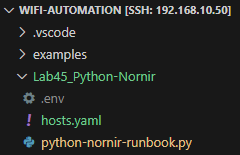 WIFI-AUTOMATION [SSH: 192.168.10.50]
.vscode
examples
Lab45_Python-Nornir
.env
! hosts.yaml
python-nornir-runbook.py